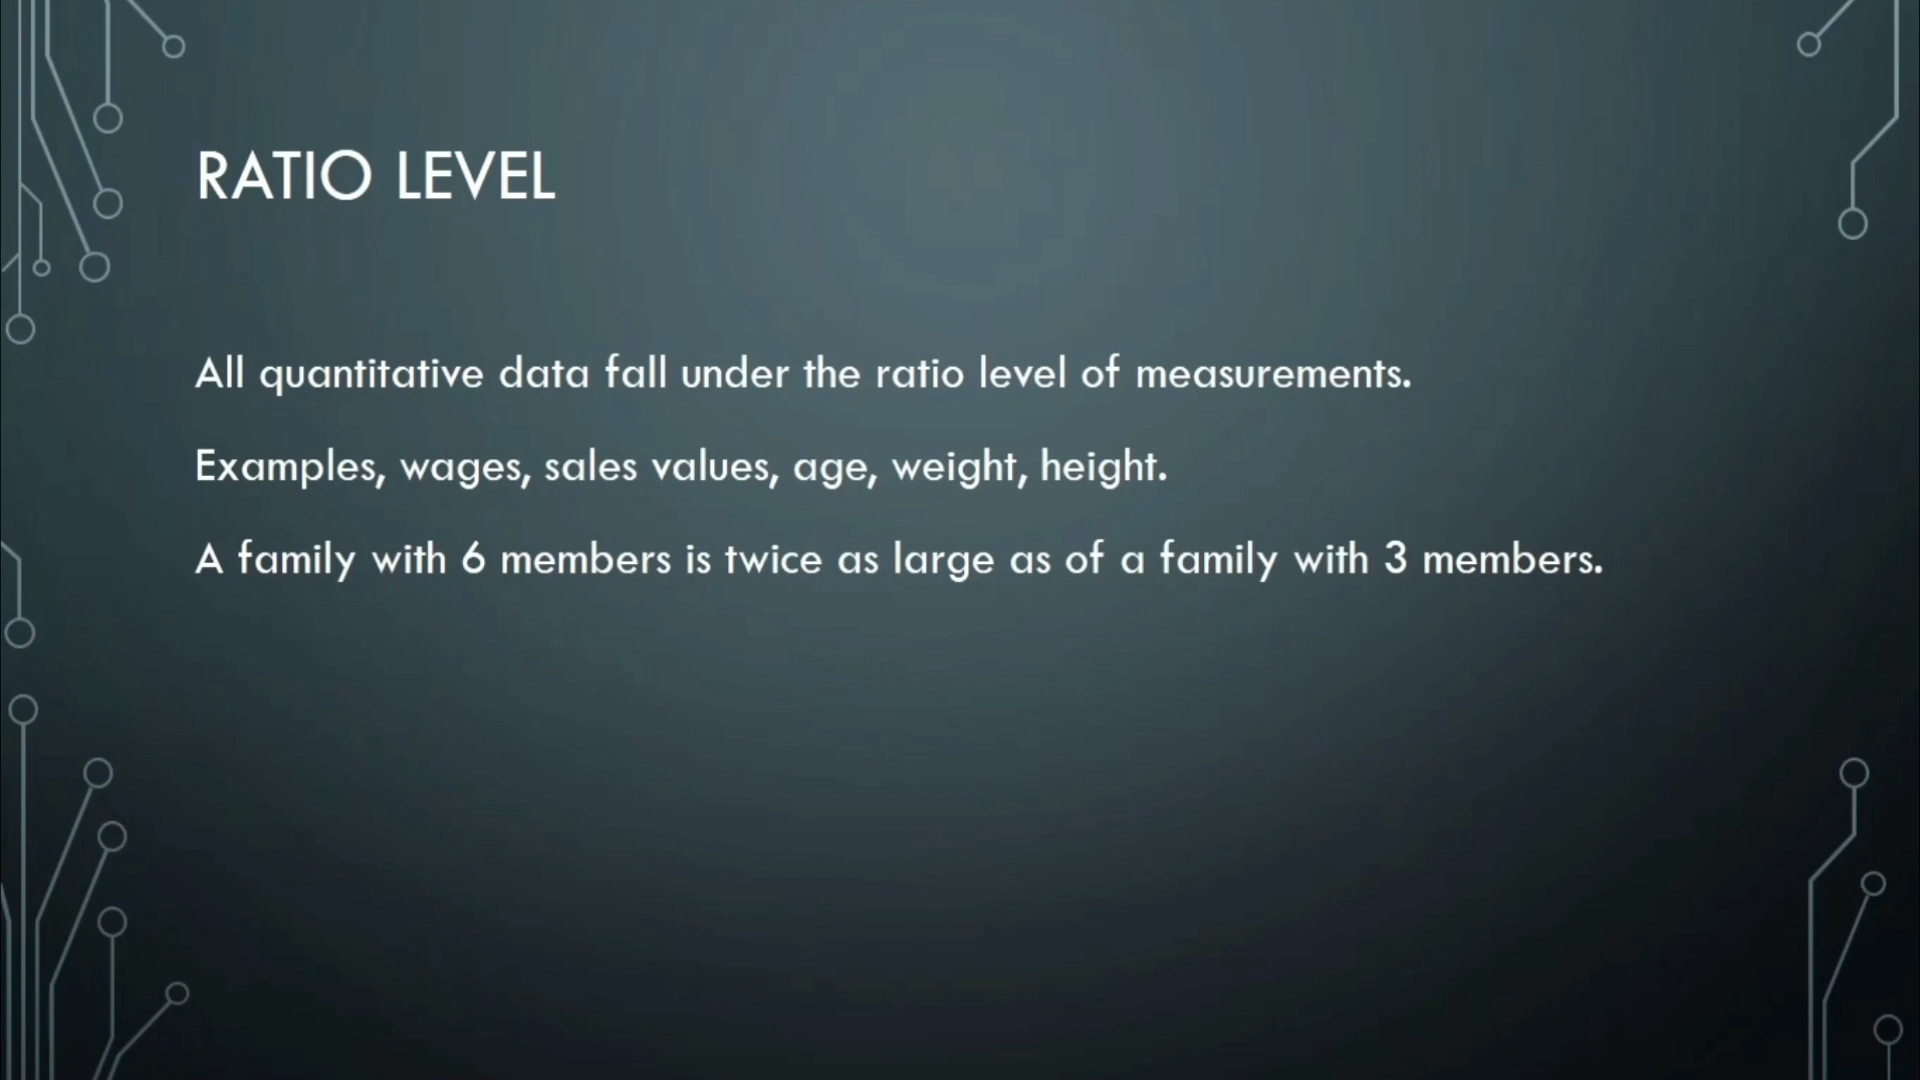 RATIO LEVEL
All quantitative data fall under the ratio level of measurements.
Examples, wages, sales values, age, weight, height.
A family with 6 members is twice as large as of a family with 3 members.